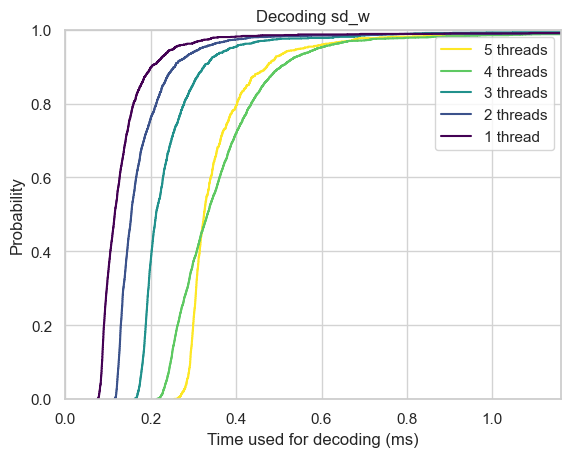 Decoding sd_w
1.0
0.8
0.6
0.4
0.2
0.0
Probability
5 threads
4 threads
3 threads
2 threads
1 thread
0.0 0.2 0.4 0.6 0.8 1.0
Time used for decoding (ms)